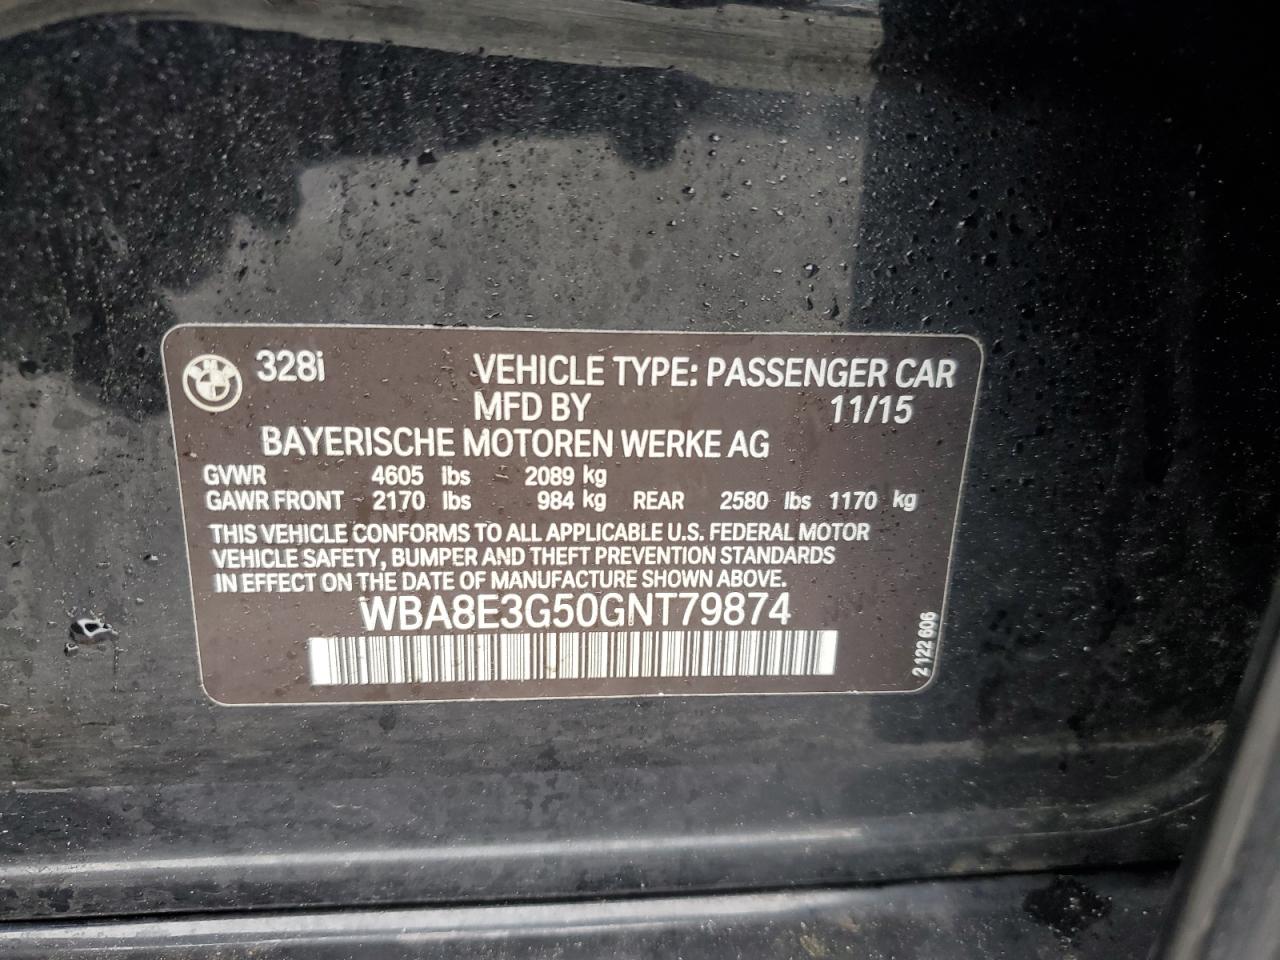 328i VEHICLE TYPE: PASSENGER CAR
MFD BY 11/15
BAYERISCHE MOTOREN WERKE AG
GVWR 4605 lbs 2089 kg
GAWR FRONT 2170 lbs 984 kg REAR 2580 lbs 1170 kg
THIS VEHICLE CONFORMS TO ALL APPLICABLE U.S. FEDERAL MOTOR
VEHICLE SAFETY, BUMPER AND THEFT PREVENTION STANDARDS
IN EFFECT ON THE DATE OF MANUFACTURE SHOWN ABOVE.
WBA8E3G50GNT79874
2 122 606